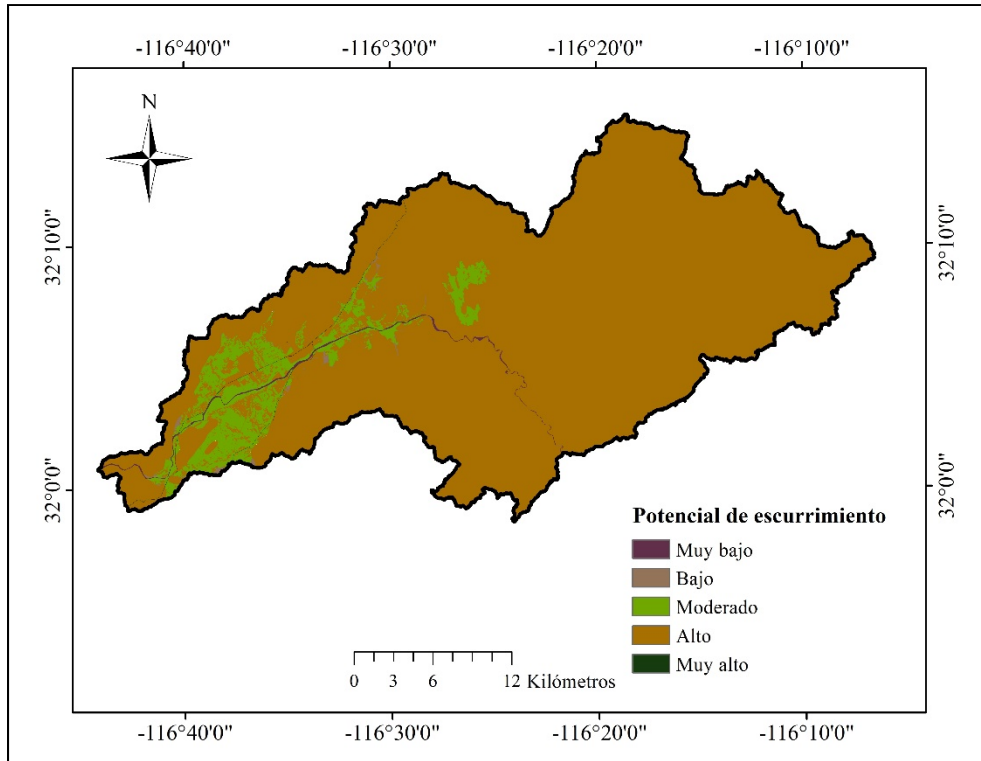 -116°40'0" -116°30'0" -116°20'0" -116°10'0"
N
32°10'0" 32°10'0"
32°0'0" 32°0'0"
Potencial de escurrimiento
Muy bajo
Bajo
Moderado
Alto
Muy alto
0 3 6 12 Kilómetros
-116°40'0" -116°30'0" -116°20'0" -116°10'0"